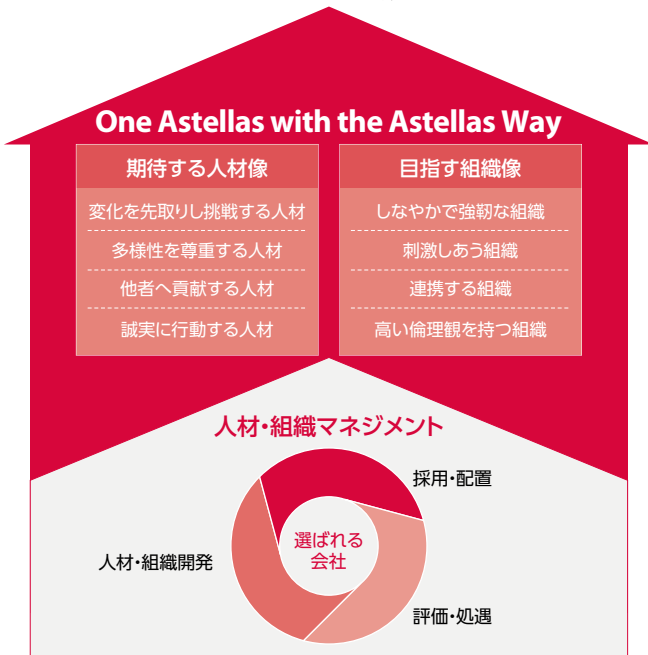 One Astellas with the Astellas Way
期待する人材像
変化を先取りし挑戦する人材
多様性を尊重する人材
他者へ貢献する人材
誠実に行動する人材
目指す組織像
しなやかで強靭な組織
刺激しあう組織
連携する組織
高い倫理観を持つ組織
人材・組織マネジメント
採用・配置
選ばれる
会社
人材・組織開発
評価・処遇